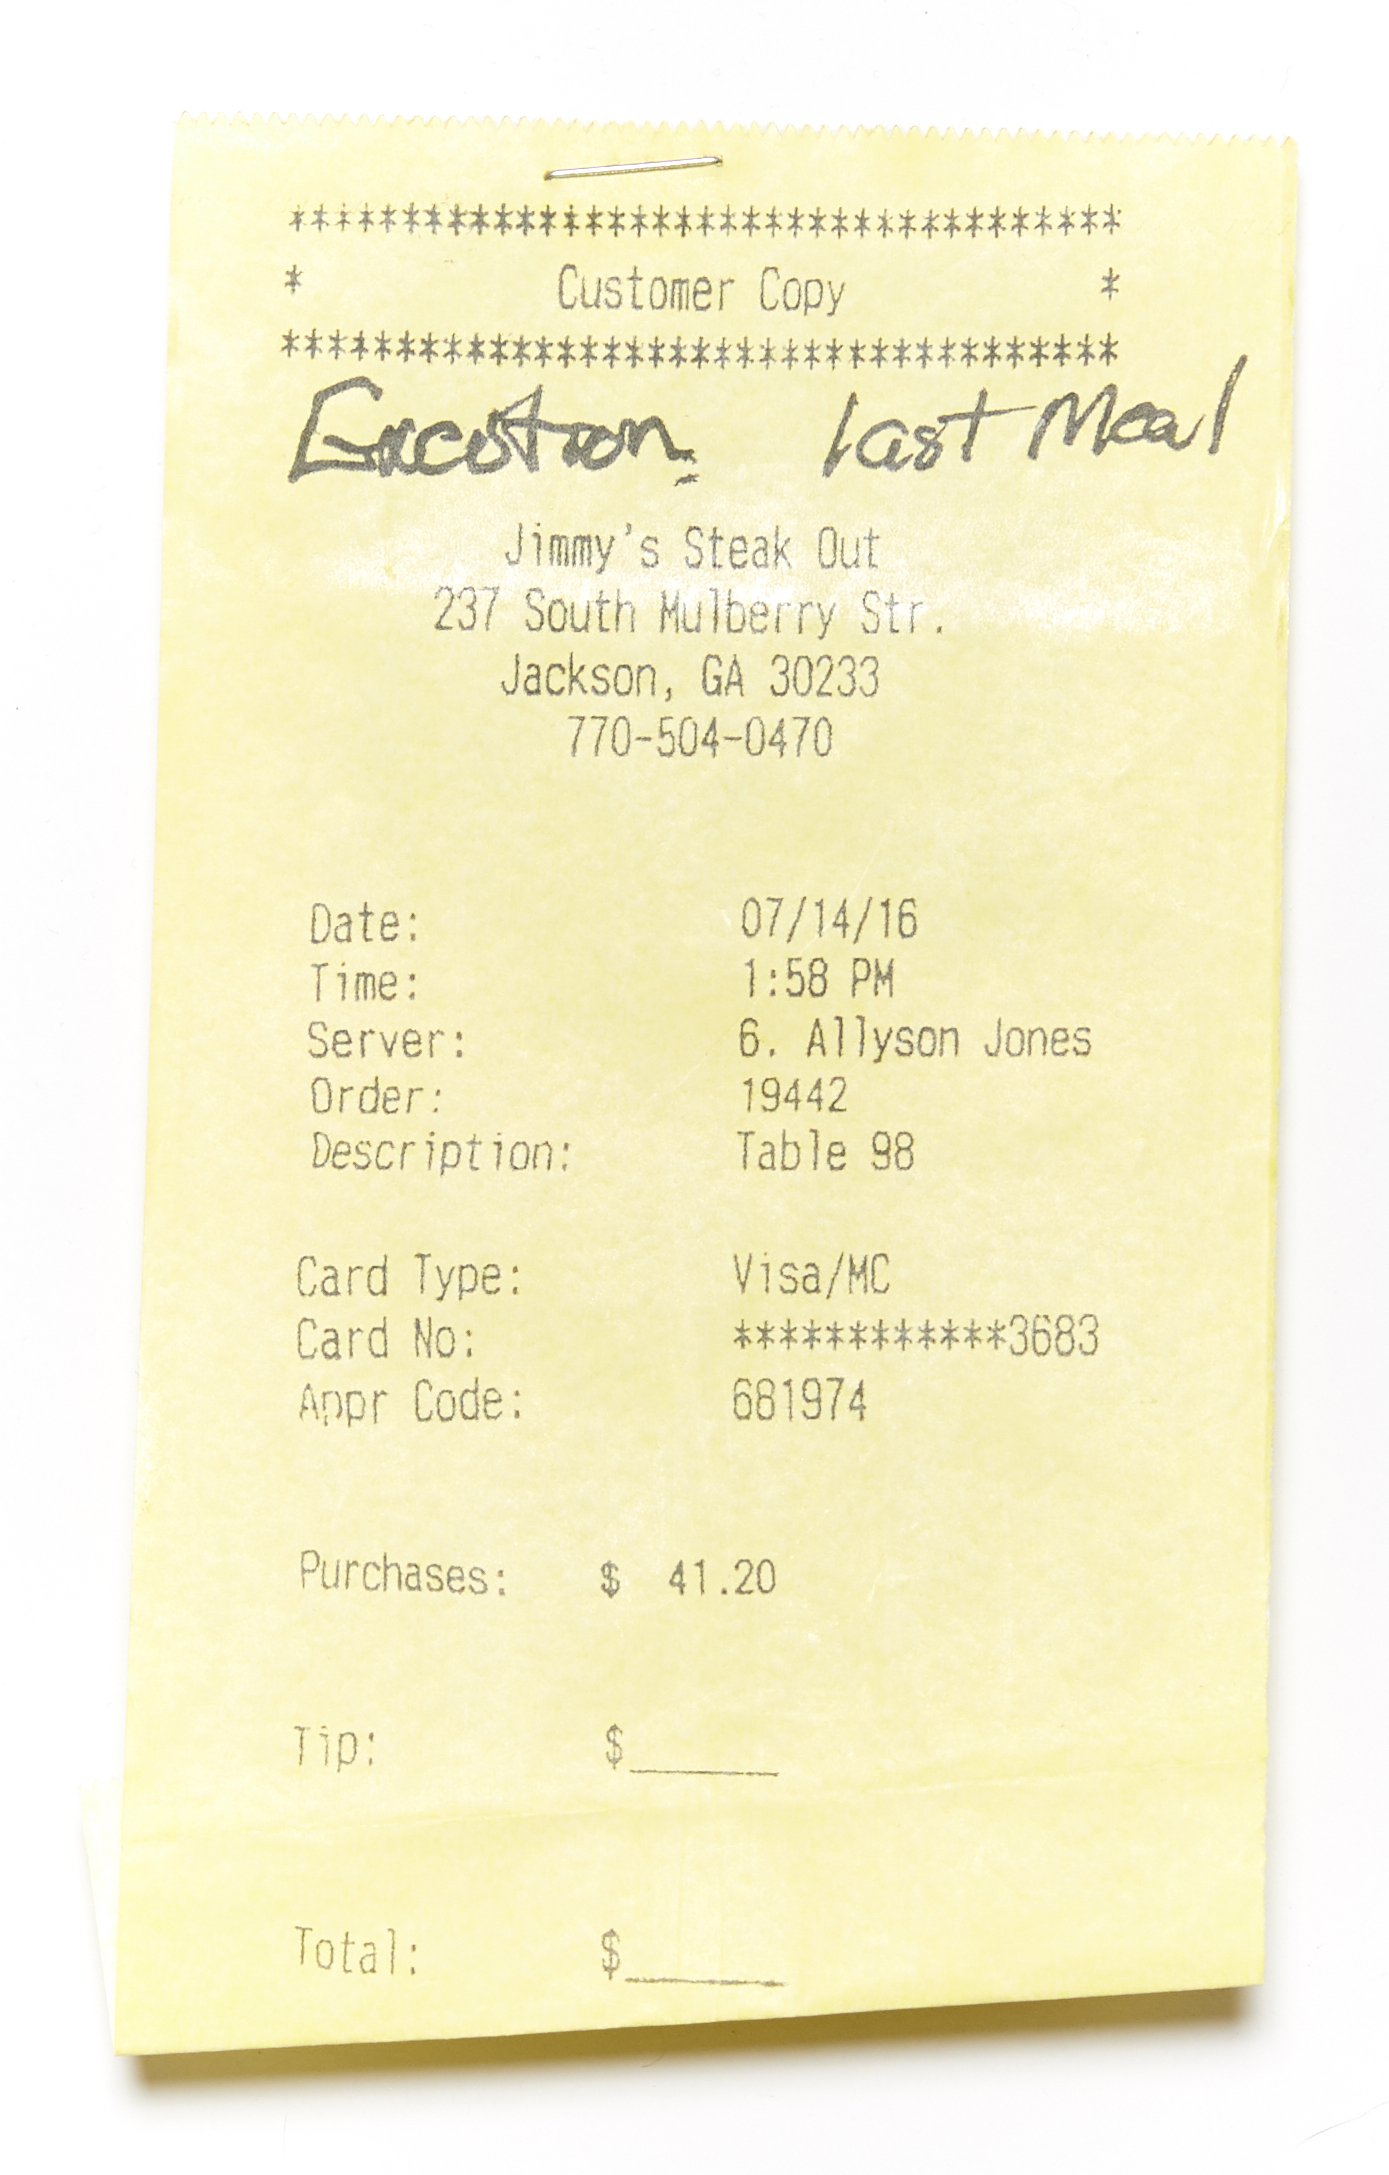 ***********************************
* Customer Copy *
***********************************
Execution Last Meal
Jimmy's Steak Out
237 South Mulberry Str.
Jackson, GA 30233
770-504-0470
Date: 07/14/16
Time: 1:58 PM
Server: 6. Allyson Jones
Order: 19442
Description: Table 98
Card Type: Visa/MC
Card No: ************3683
Appr Code: 681974
Purchases: $ 41.20
Tip: $______
Total: $______